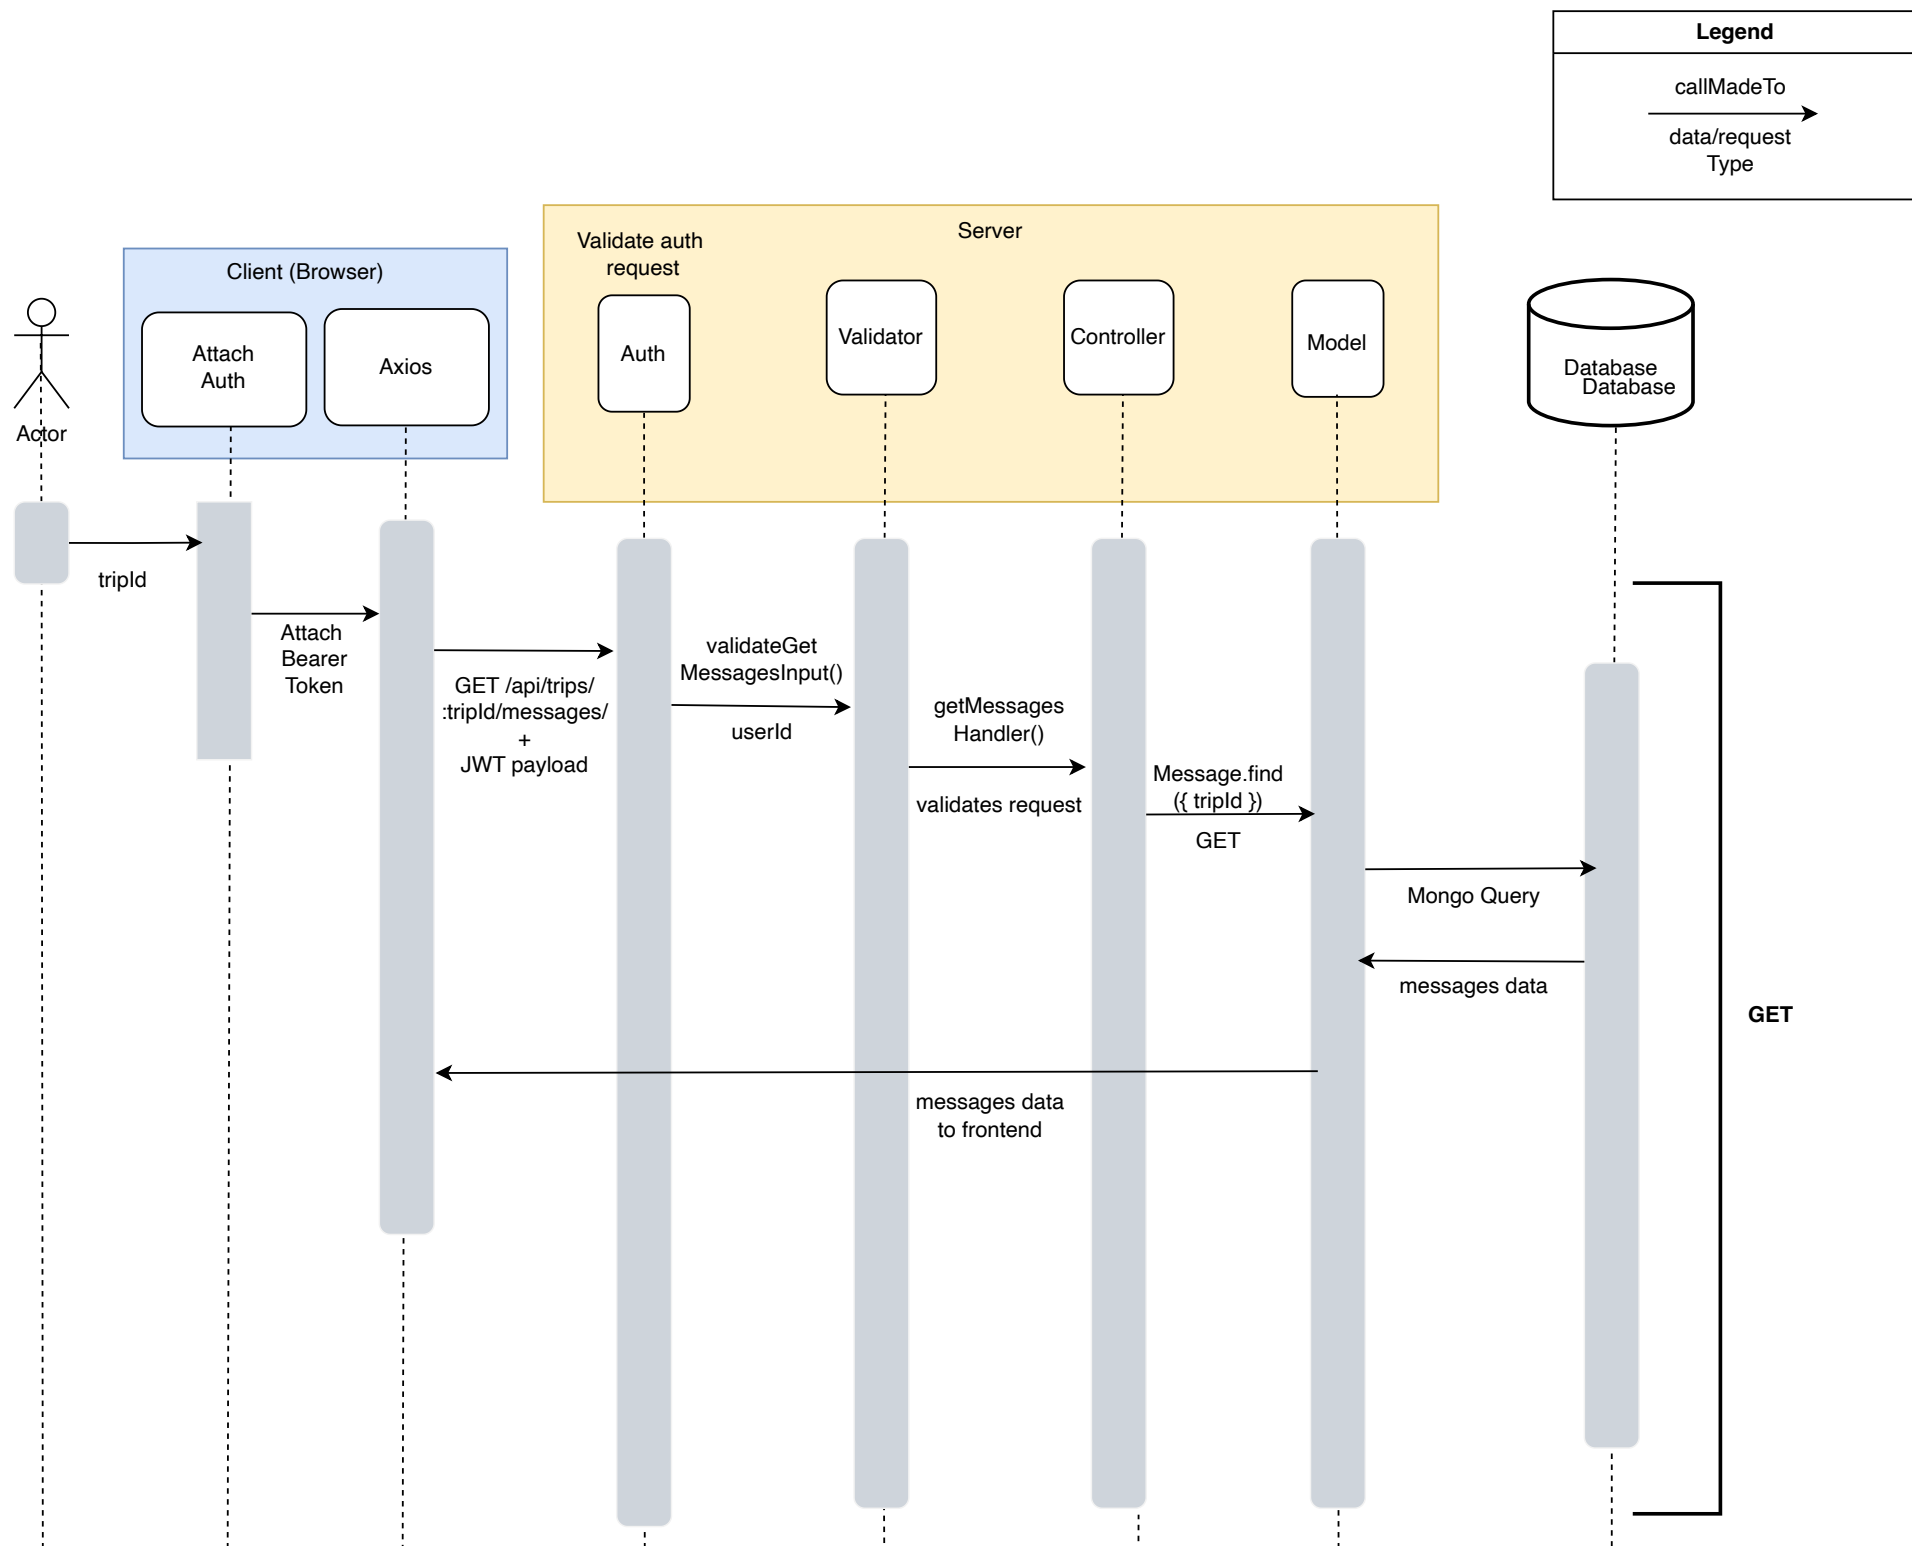 Legend
callMadeTo
data/request
Type
Server
Validate auth
request
Client (Browser)
Attach
Auth
Axios
Auth
Validator
Controller
Model
Database
Database
Actor
tripId
Attach
Bearer
Token
GET /api/trips/
:tripId/messages/
+
JWT payload
validateGet
MessagesInput()
userId
getMessages
Handler()
validates request
Message.find
({ tripId })
GET
Mongo Query
messages data
GET
messages data
to frontend